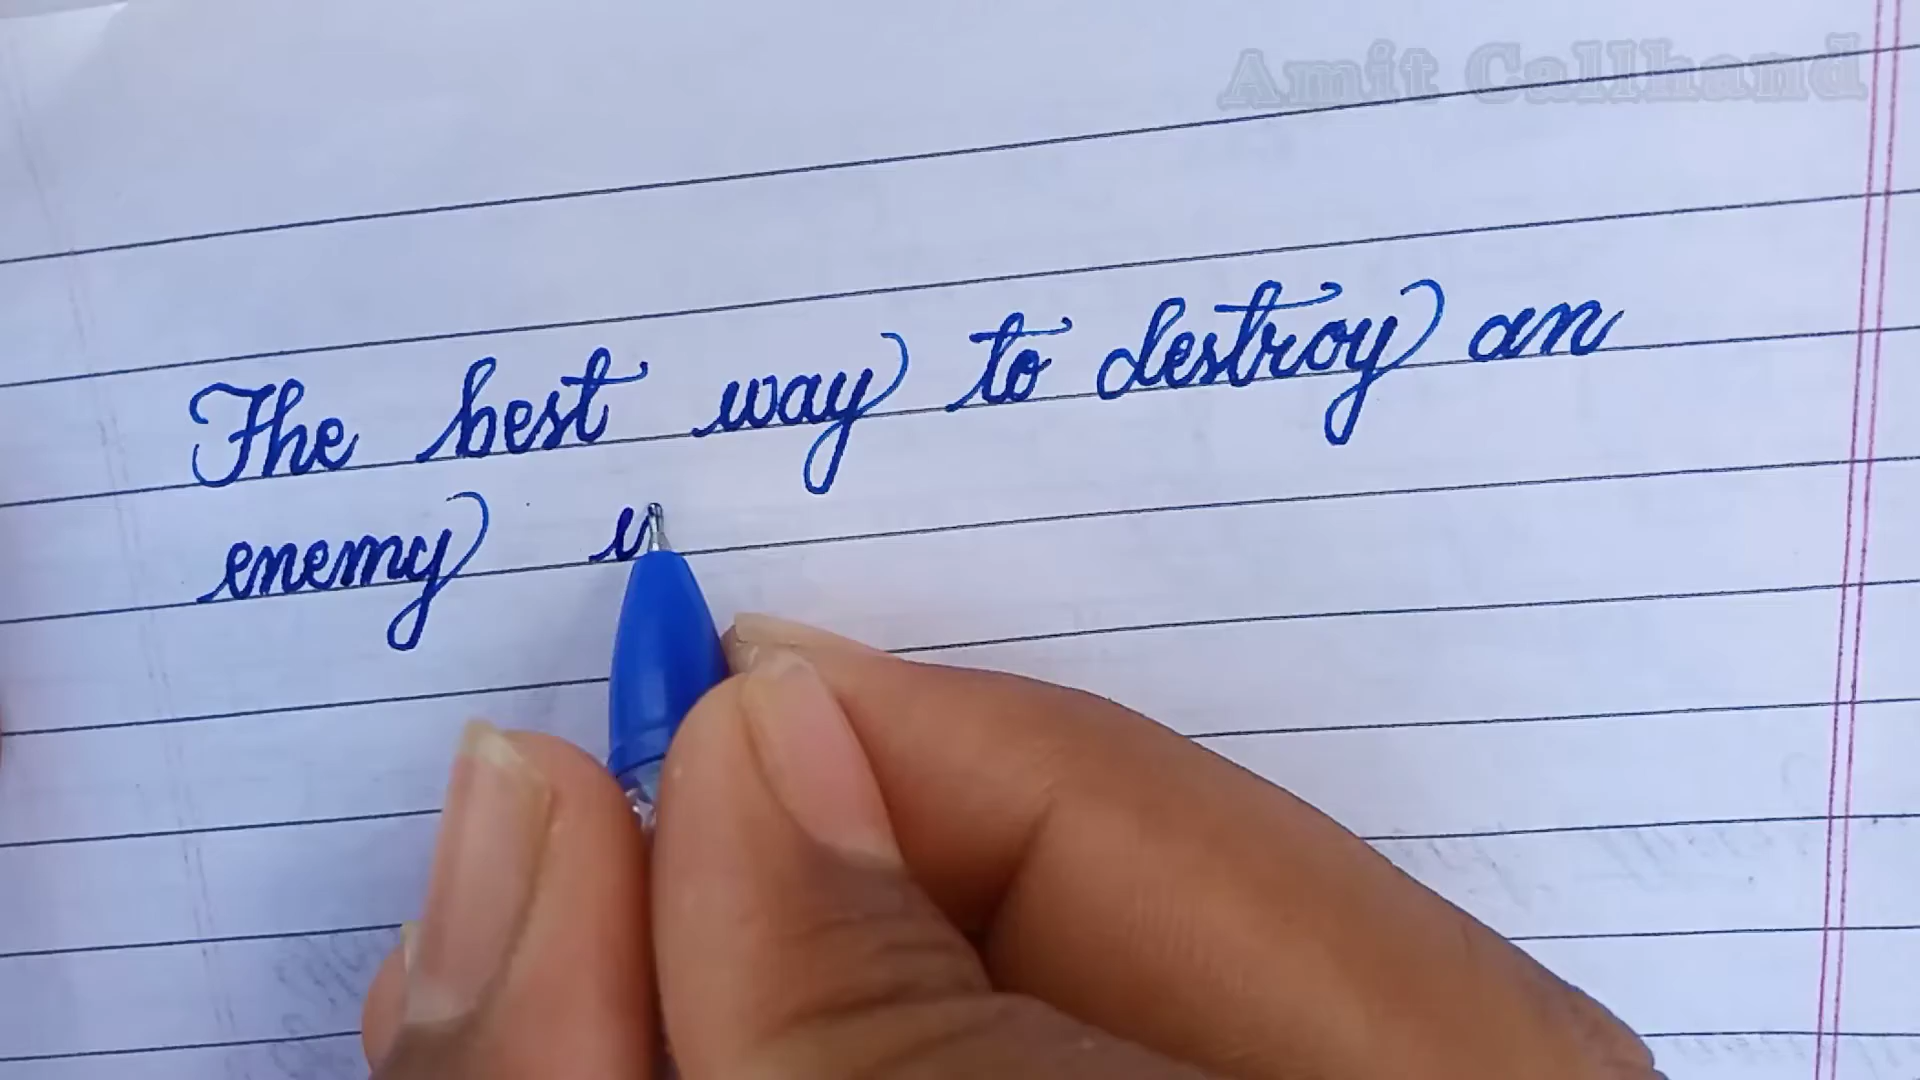 Amit Callhand
The best way to destroy an
enemy